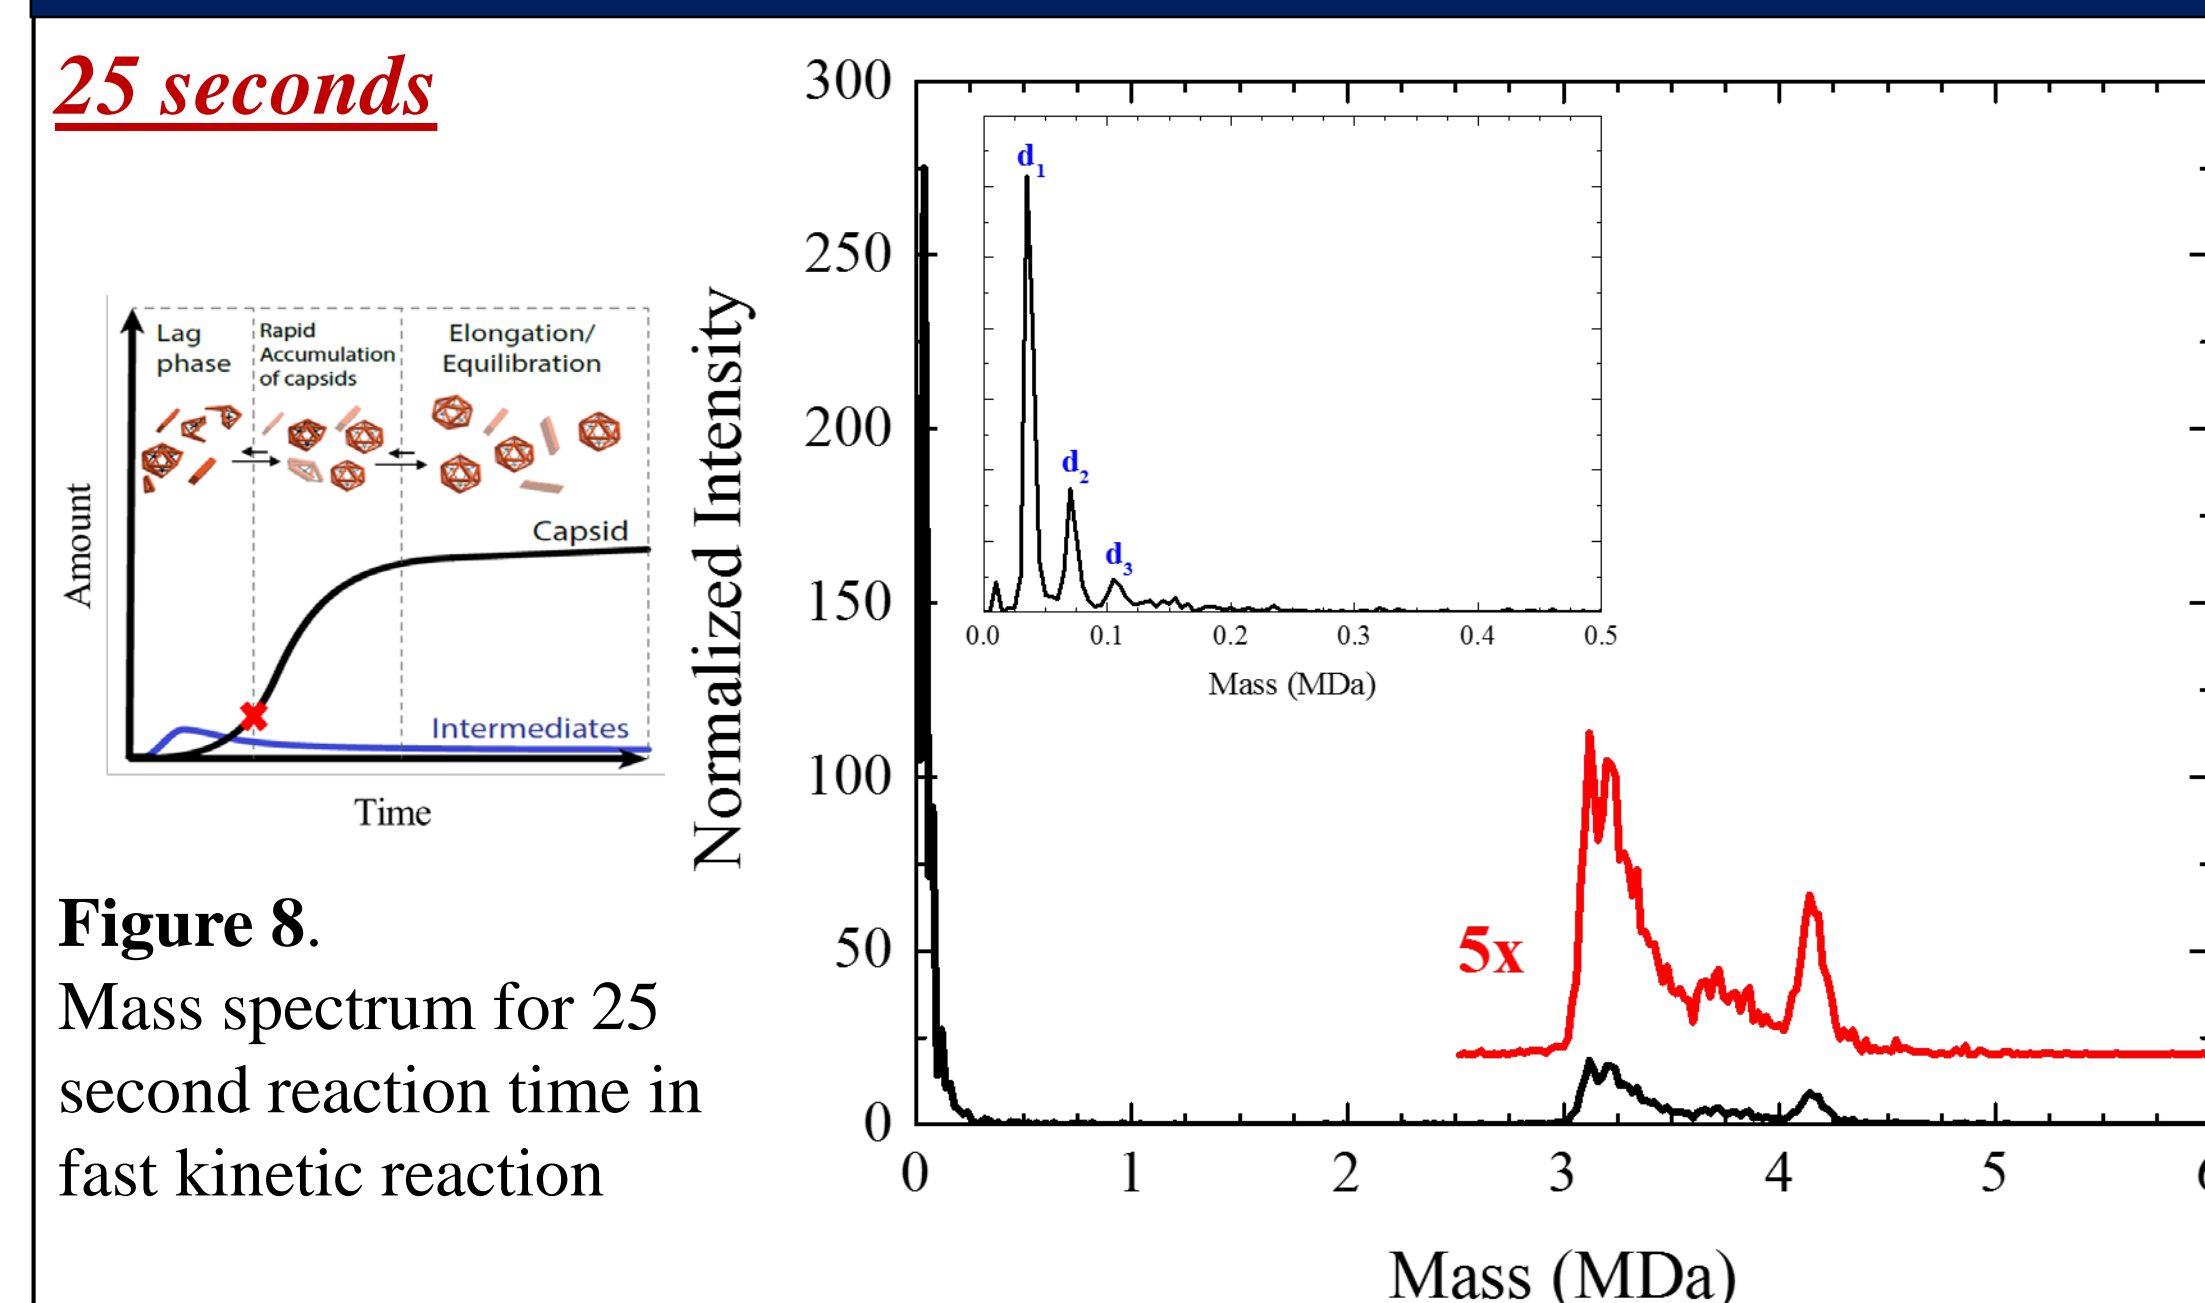 25 seconds
Lag
phase
Rapid
Accumulation
of capsids
Elongation/
Equilibration
Capsid
Intermediates
Amount
Time
Figure 8.
Mass spectrum for 25
second reaction time in
fast kinetic reaction
Normalized Intensity
300
250
200
150
100
50
0
d1
d2
d3
0.0 0.1 0.2 0.3 0.4 0.5
Mass (MDa)
5x
0 1 2 3 4 5
Mass (MDa)